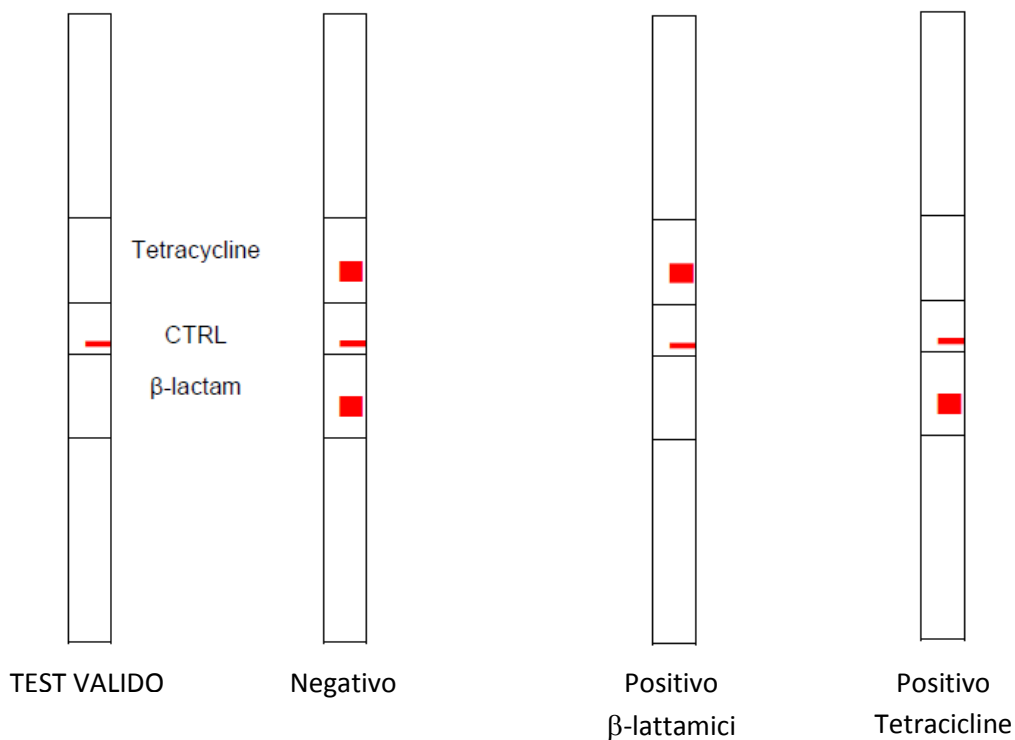 Tetracycline
CTRL
β-lactam
TEST VALIDO
Negativo
Positivo
β-lattamici
Positivo
Tetracicline